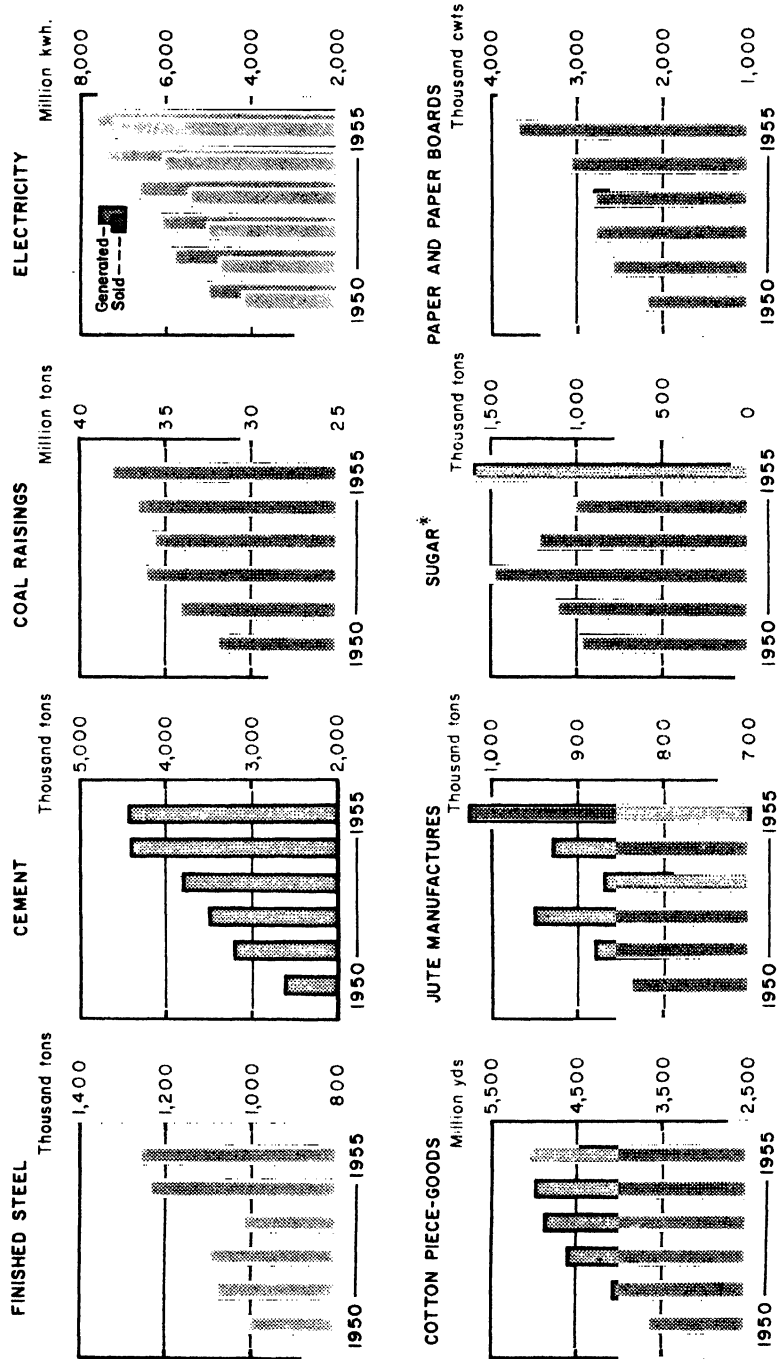 FINISHED STEEL
Thousand tons
1,400
1,200
1,000
800
1950 1955
CEMENT
Thousand tons
5,000
4,000
3,000
2,000
1950 1955
COAL RAISINGS
Million tons
40
35
30
25
1950 1955
ELECTRICITY
Million kwh.
Generated
Sold
8,000
6,000
4,000
2,000
1950 1955
COTTON PIECE-GOODS
Million yds
5,500
4,500
3,500
2,500
1950 1955
JUTE MANUFACTURES
Thousand tons
1,000
900
800
700
1950 1955
SUGAR*
Thousand tons
1,500
1,000
500
0
1950 1955
PAPER AND PAPER BOARDS
Thousand cwts
4,000
3,000
2,000
1,000
1950 1955